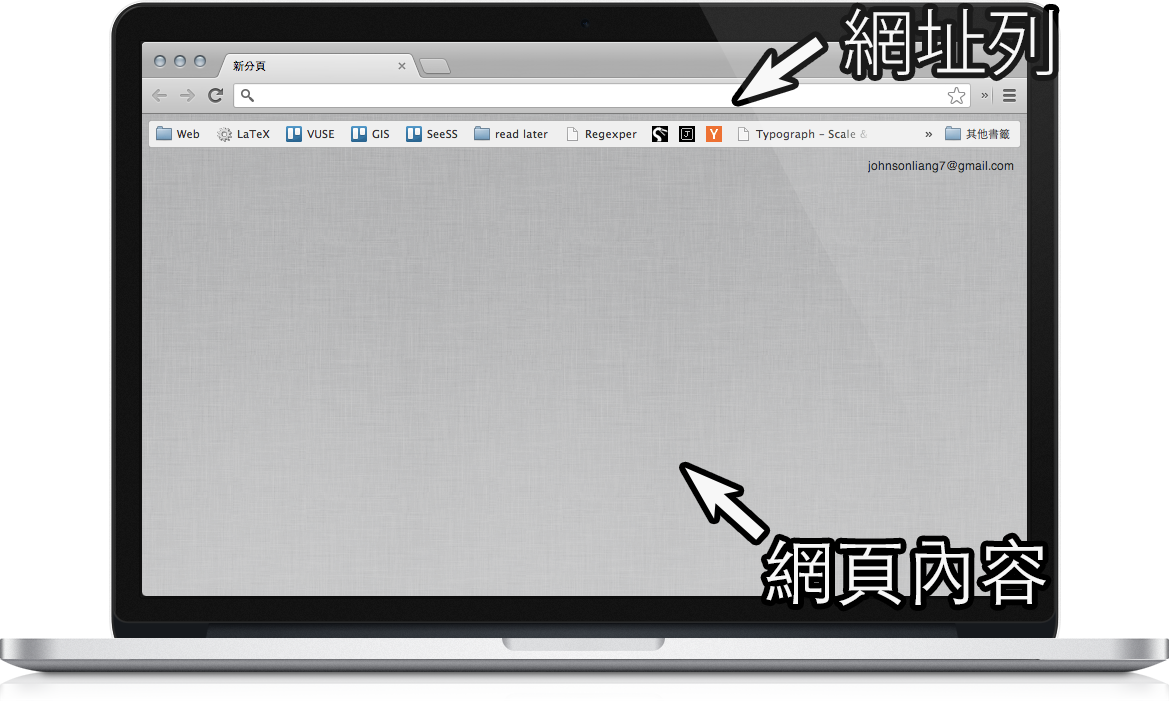 網址列
新分頁
Web LaTeX VUSE GIS SeeSS read later Regexper J Y Typograph – Scale & » 其他書籤
johnsonliang7@gmail.com
網頁內容